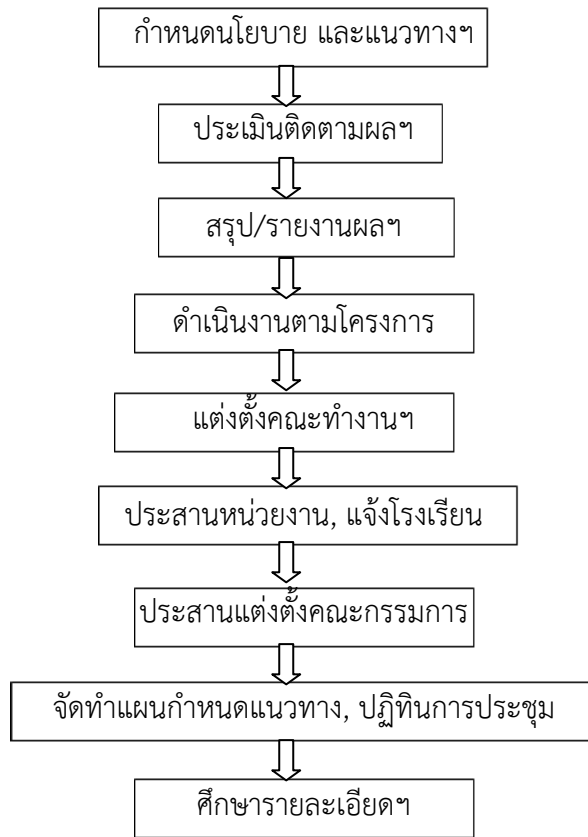 กำหนดนโยบาย และแนวทางฯ
ประเมินติดตามผลฯ
สรุป/รายงานผลฯ
ดำเนินงานตามโครงการ
แต่งตั้งคณะทำงานฯ
ประสานหน่วยงาน, แจ้งโรงเรียน
ประสานแต่งตั้งคณะกรรมการ
จัดทำแผนกำหนดแนวทาง, ปฏิทินการประชุม
ศึกษารายละเอียดฯ